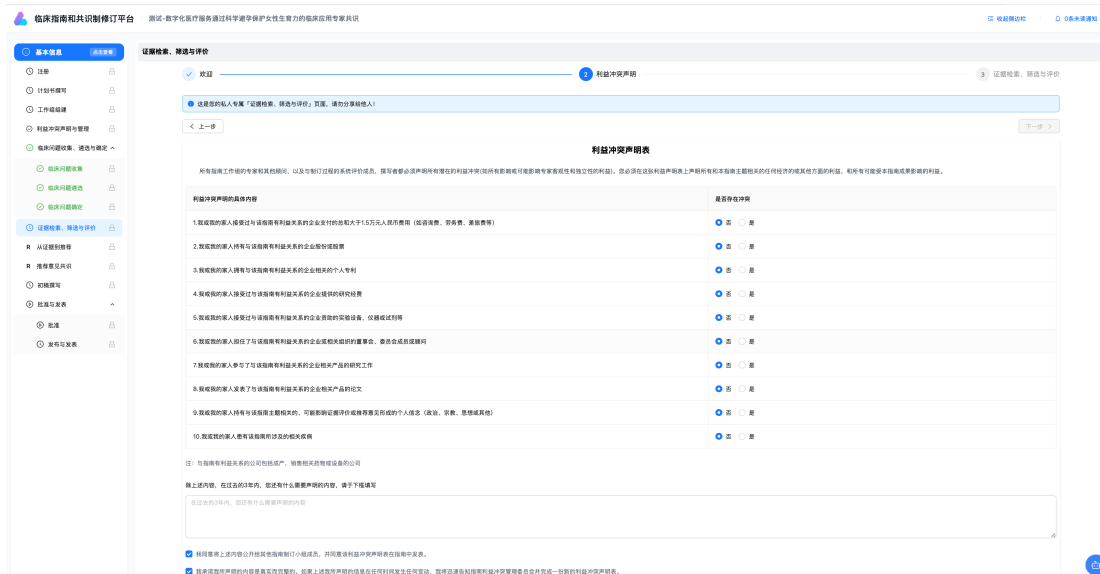 临床指南和共识制修订平台 测试-数字化医疗服务通过科学避孕保护女性生育力的临床应用专家共识 收起侧边栏 0条未读通知
基本信息 点击查看
注册
计划书撰写
工作组组建
利益冲突声明与管理
临床问题收集、遴选与确定
临床问题收集
临床问题遴选
临床问题确定
证据检索、筛选与评价
R 从证据到推荐
R 推荐意见共识
初稿撰写
批准与发表
批准
发布与发表
证据检索、筛选与评价
欢迎 2 利益冲突声明 3 证据检索、筛选与评价
这是您的私人专属「证据检索、筛选与评价」页面，请勿分享给他人！
上一步 下一步
利益冲突声明表
所有指南工作组的专家和其他顾问、以及与制订过程的系统评价成员、撰写者都必须声明所有潜在的利益冲突(如所有影响或可能影响专家客观性和独立性的利益)。您必须在这张利益声明表上声明所有和本指南主题相关的任何经济的或其他方面的利益，和所有可能受本指南成果影响的利益。
利益冲突声明的具体内容 是否存在冲突
1.我或我的家人接受过与该指南有利益关系的企业支付的总和大于1.5万元人民币费用（如咨询费、劳务费、差旅费等） 否 是
2.我或我的家人持有与该指南有利益关系的企业股份或股票 否 是
3.我或我的家人拥有与该指南有利益关系的企业相关的个人专利 否 是
4.我或我的家人接受过与该指南有利益关系的企业提供的研究经费 否 是
5.我或我的家人接受过与该指南有利益关系的企业资助的实验设备、仪器或试剂等 否 是
6.我或我的家人担任了与该指南有利益关系的企业或相关组织的董事会、委员会成员或顾问 否 是
7.我或我的家人参与了与该指南有利益关系的企业相关产品的研究工作 否 是
8.我或我的家人发表了与该指南有利益关系的企业相关产品的论文 否 是
9.我或我的家人持有与该指南主题相关的、可能影响证据评价或推荐意见形成的个人信念（政治、宗教、思想或其他） 否 是
10.我或我的家人患有该指南所涉及的相关疾病 否 是
注：与指南有利益关系的公司包括成产，销售相关药物或设备的公司
除上述内容，在过去的3年内，您还有什么需要声明的内容，请于下框填写
在过去的3年内，您还有什么需要声明的内容
我同意将上述内容公开给其他指南制订小组成员，并同意该利益冲突声明表在指南中发表。
我承诺我所声明的内容是真实而完整的。如果上述我所声明的信息在任何时间发生任何变动，我将迅速告知指南利益冲突管理委员会并完成一份新的利益冲突声明表。